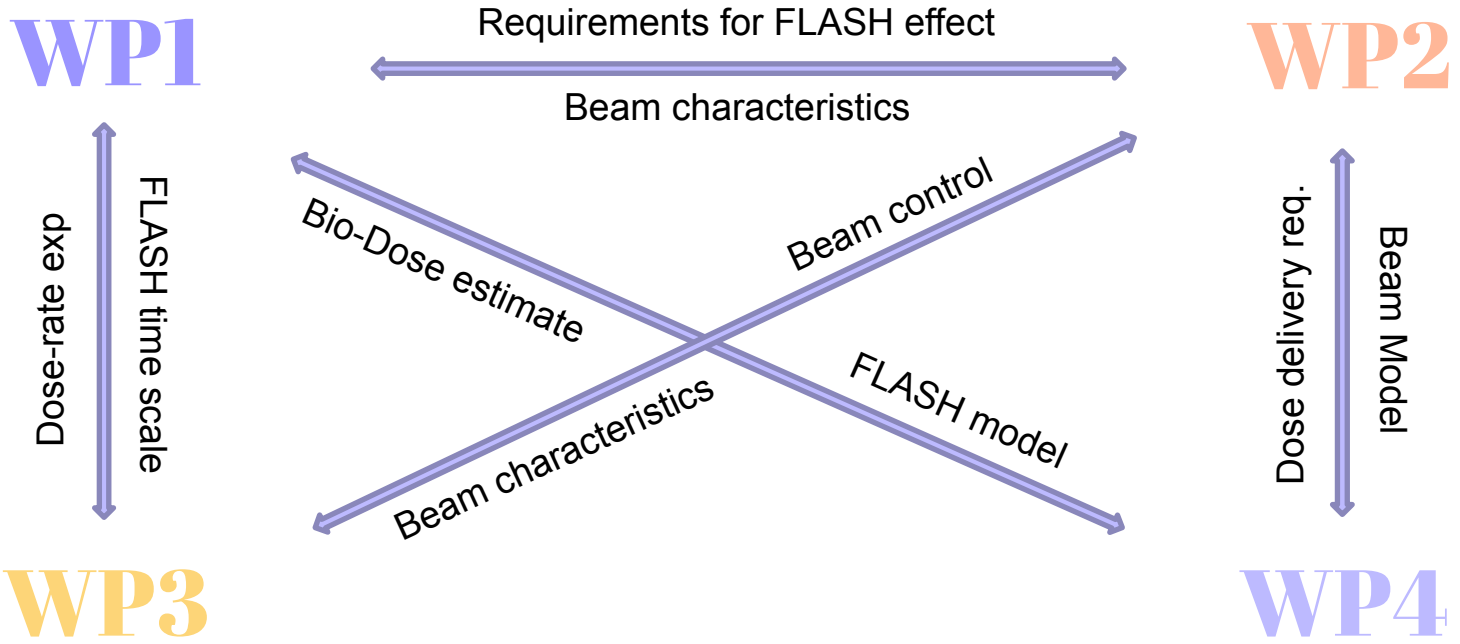 Requirements for FLASH effect
WP1
WP2
Beam characteristics
Dose-rate exp
FLASH time scale
Bio-Dose estimate
Beam control
Dose delivery req.
Beam Model
Beam characteristics
FLASH model
WP3
WP4